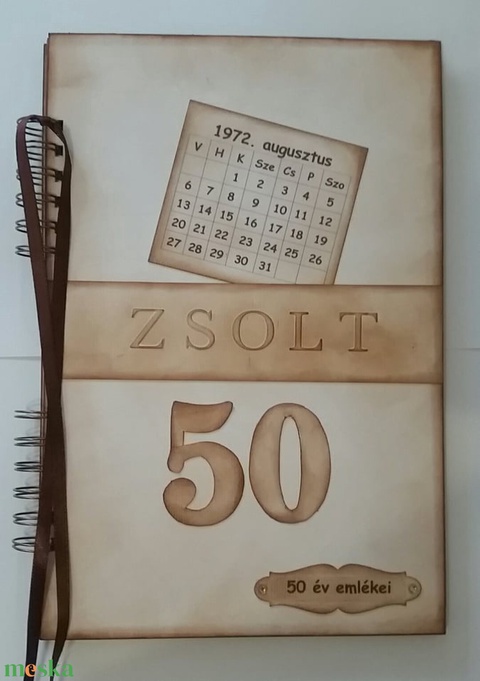 1972. augusztus
V H K Sze Cs P Szo
1 2 3 4 5
6 7 8 9 10 11 12
13 14 15 16 17 18 19
20 21 22 23 24 25 26
27 28 29 30 31
ZSOLT
50
50 év emlékei
meska